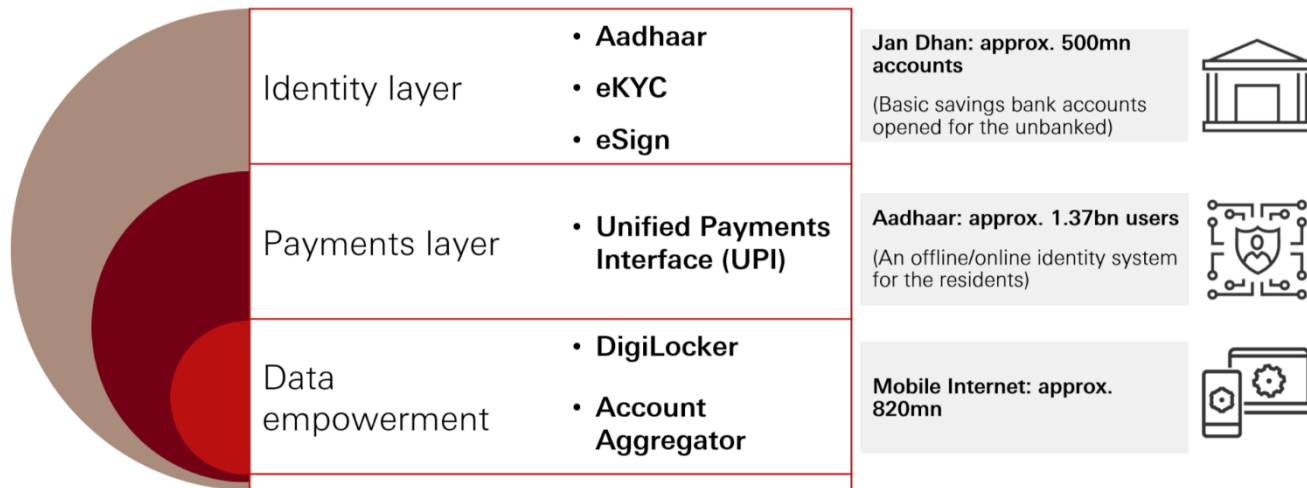 Identity layer
• Aadhaar
• eKYC
• eSign
Jan Dhan: approx. 500mn
accounts
(Basic savings bank accounts
opened for the unbanked)
Payments layer
• Unified Payments
Interface (UPI)
Aadhaar: approx. 1.37bn users
(An offline/online identity system
for the residents)
Data
empowerment
• DigiLocker
• Account
Aggregator
Mobile Internet: approx.
820mn